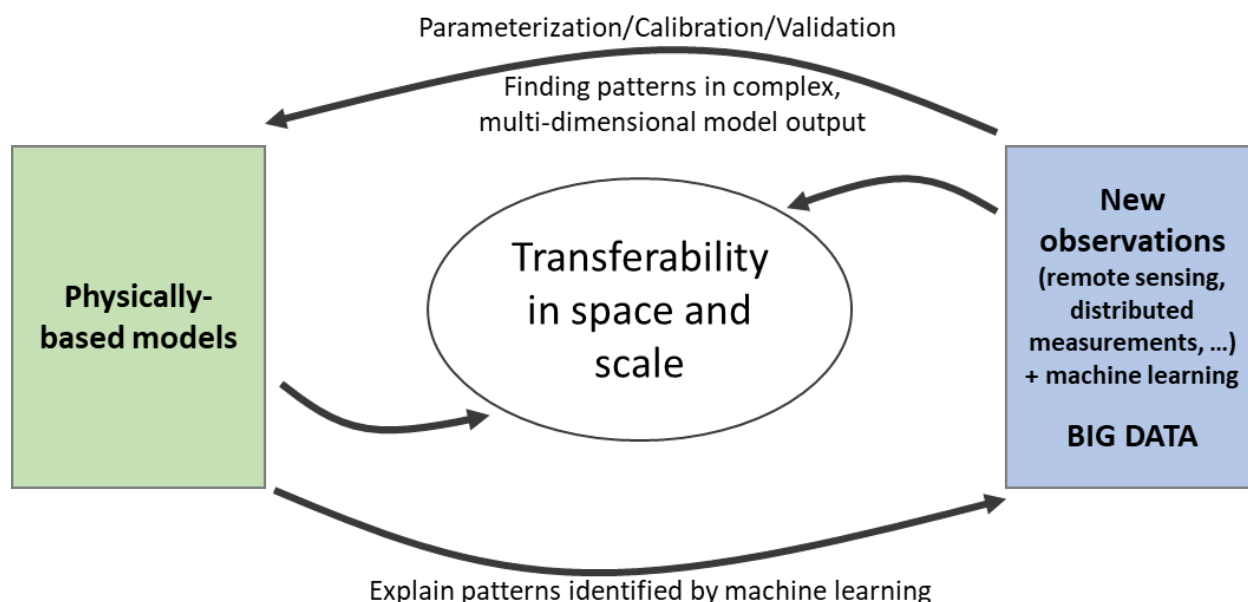 Parameterization/Calibration/Validation
Finding patterns in complex,
multi-dimensional model output
Physically-
based models
Transferability
in space and
scale
New
observations
(remote sensing,
distributed
measurements, ...)
+ machine learning
BIG DATA
Explain patterns identified by machine learning